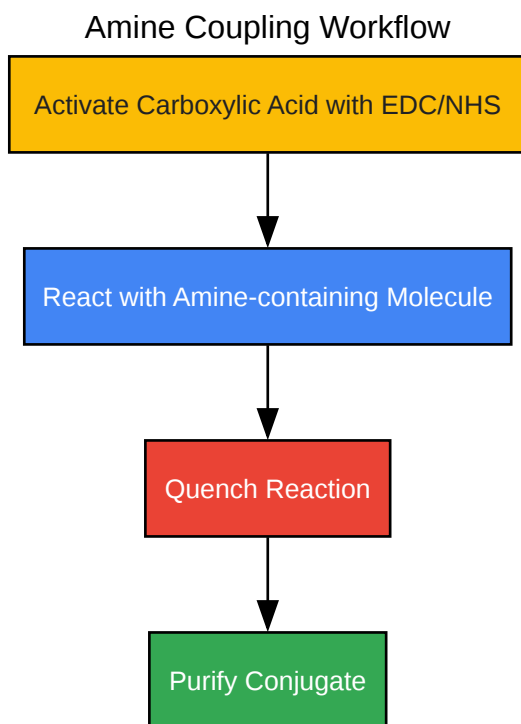 Amine Coupling Workflow
Activate Carboxylic Acid with EDC/NHS
React with Amine-containing Molecule
Quench Reaction
Purify Conjugate